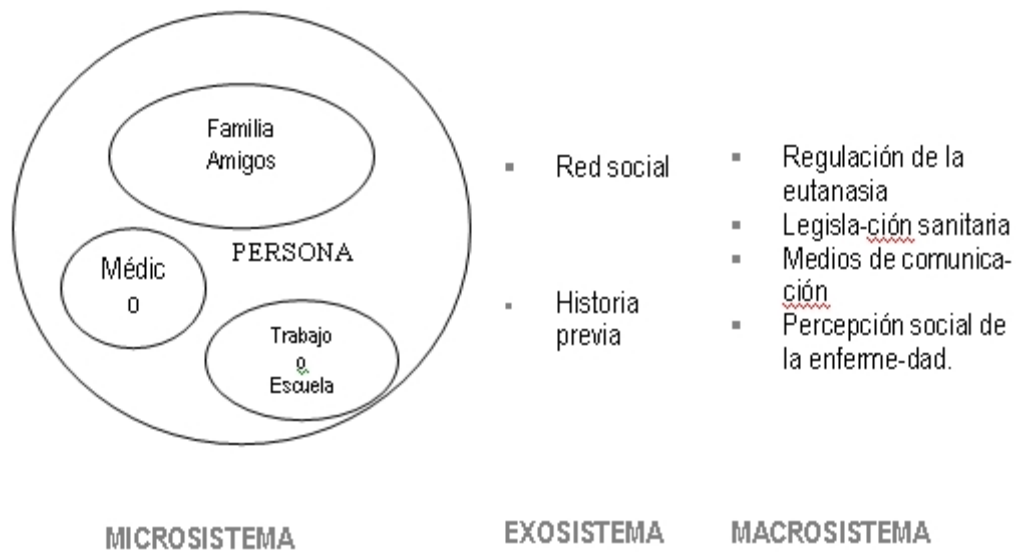 Familia
Amigos
PERSONA
Médic
o
Trabajo
o
Escuela
MICROSISTEMA
▪ Red social
▪ Historia
previa
EXOSISTEMA
▪ Regulación de la
eutanasia
▪ Legisla-ción sanitaria
▪ Medios de comunica-
ción
▪ Percepción social de
la enferme-dad.
MACROSISTEMA